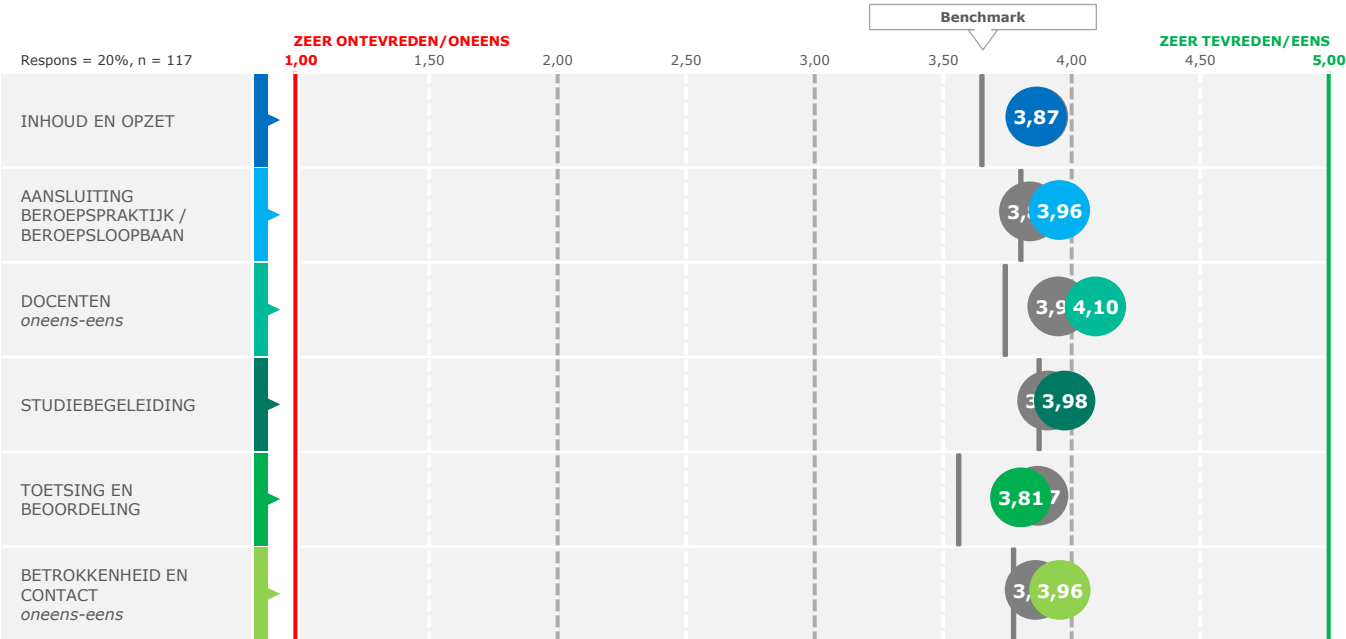 Benchmark
ZEER ONTEVREDEN/ONEENS
ZEER TEVREDEN/EENS
Respons = 20%, n = 117
1,00 1,50 2,00 2,50 3,00 3,50 4,00 4,50 5,00
INHOUD EN OPZET
3,87
AANSLUITING
BEROEPSPRAKTIJK /
BEROEPSLOOPBAAN
3,96
DOCENTEN
oneens-eens
4,10
STUDIEBEGELEIDING
3,98
TOETSING EN
BEOORDELING
3,81
BETROKKENHEID EN
CONTACT
oneens-eens
3,96